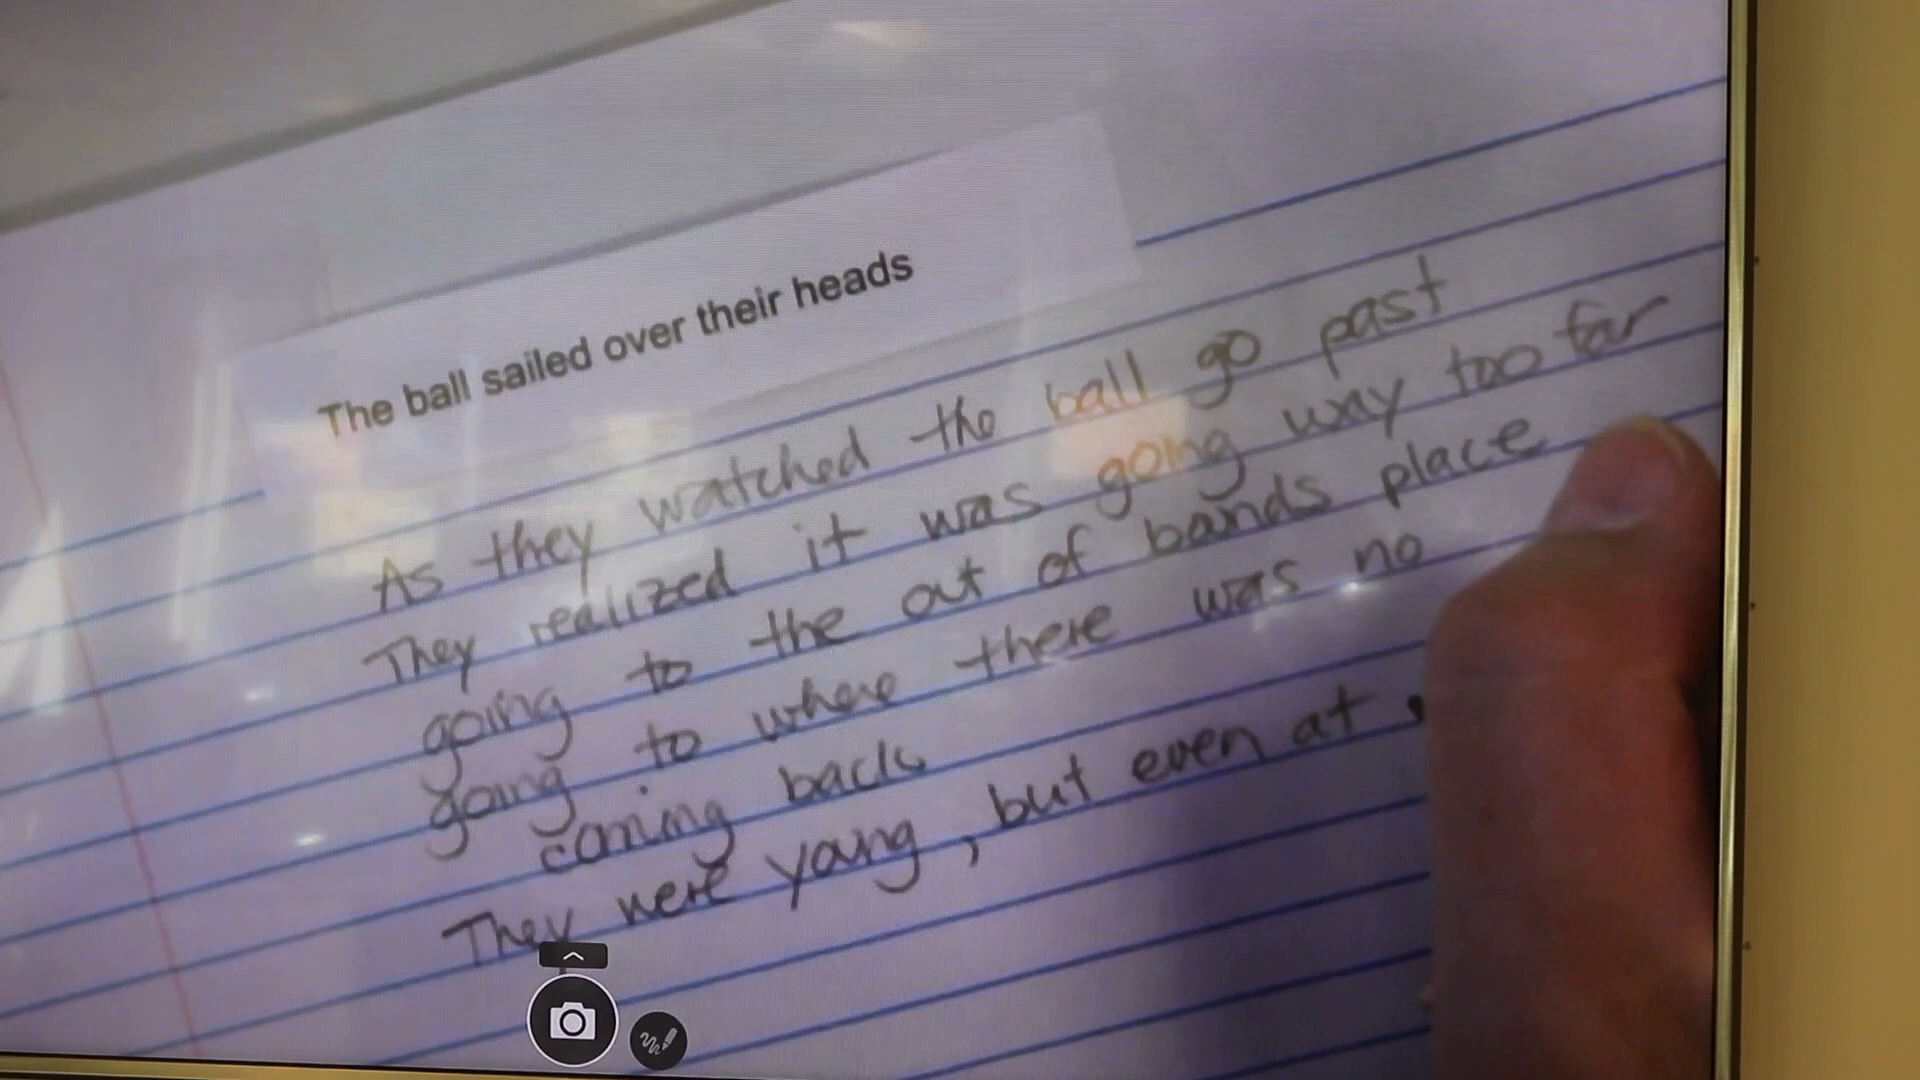 The ball sailed over their heads
As they watched the ball go past
They realized it was going way too far
going to the out of bands place
going to where there was no
coming back
They were young, but even at